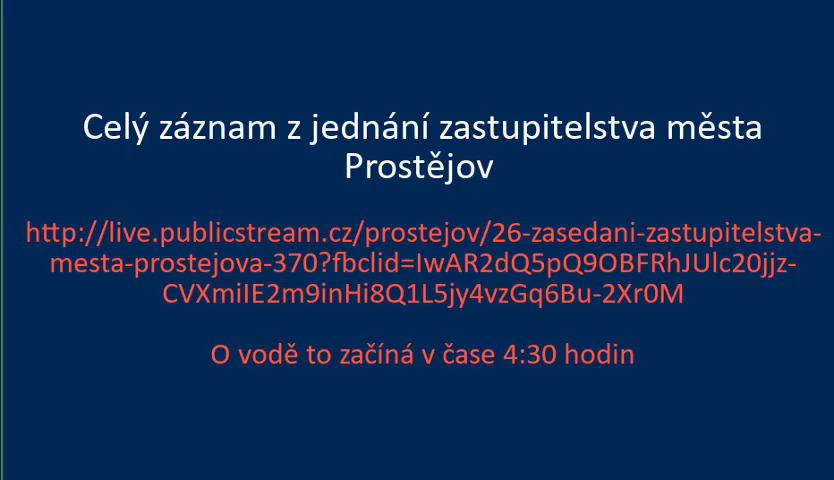 Celý záznam z jednání zastupitelstva města
Prostějov
http://live.publicstream.cz/prostejov/26-zasedani-zastupitelstva-
mesta-prostejova-370?fbclid=IwAR2dQ5pQ9OBFRhJUlc20jjz-
CVXmiIE2m9inHi8Q1L5jy4vzGq6Bu-2Xr0M
O vodě to začíná v čase 4:30 hodin